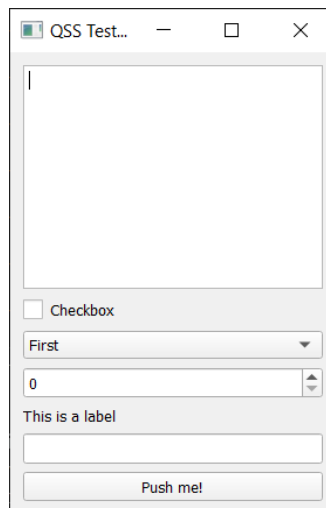 QSS Test...
Checkbox
First
0
This is a label
Push me!